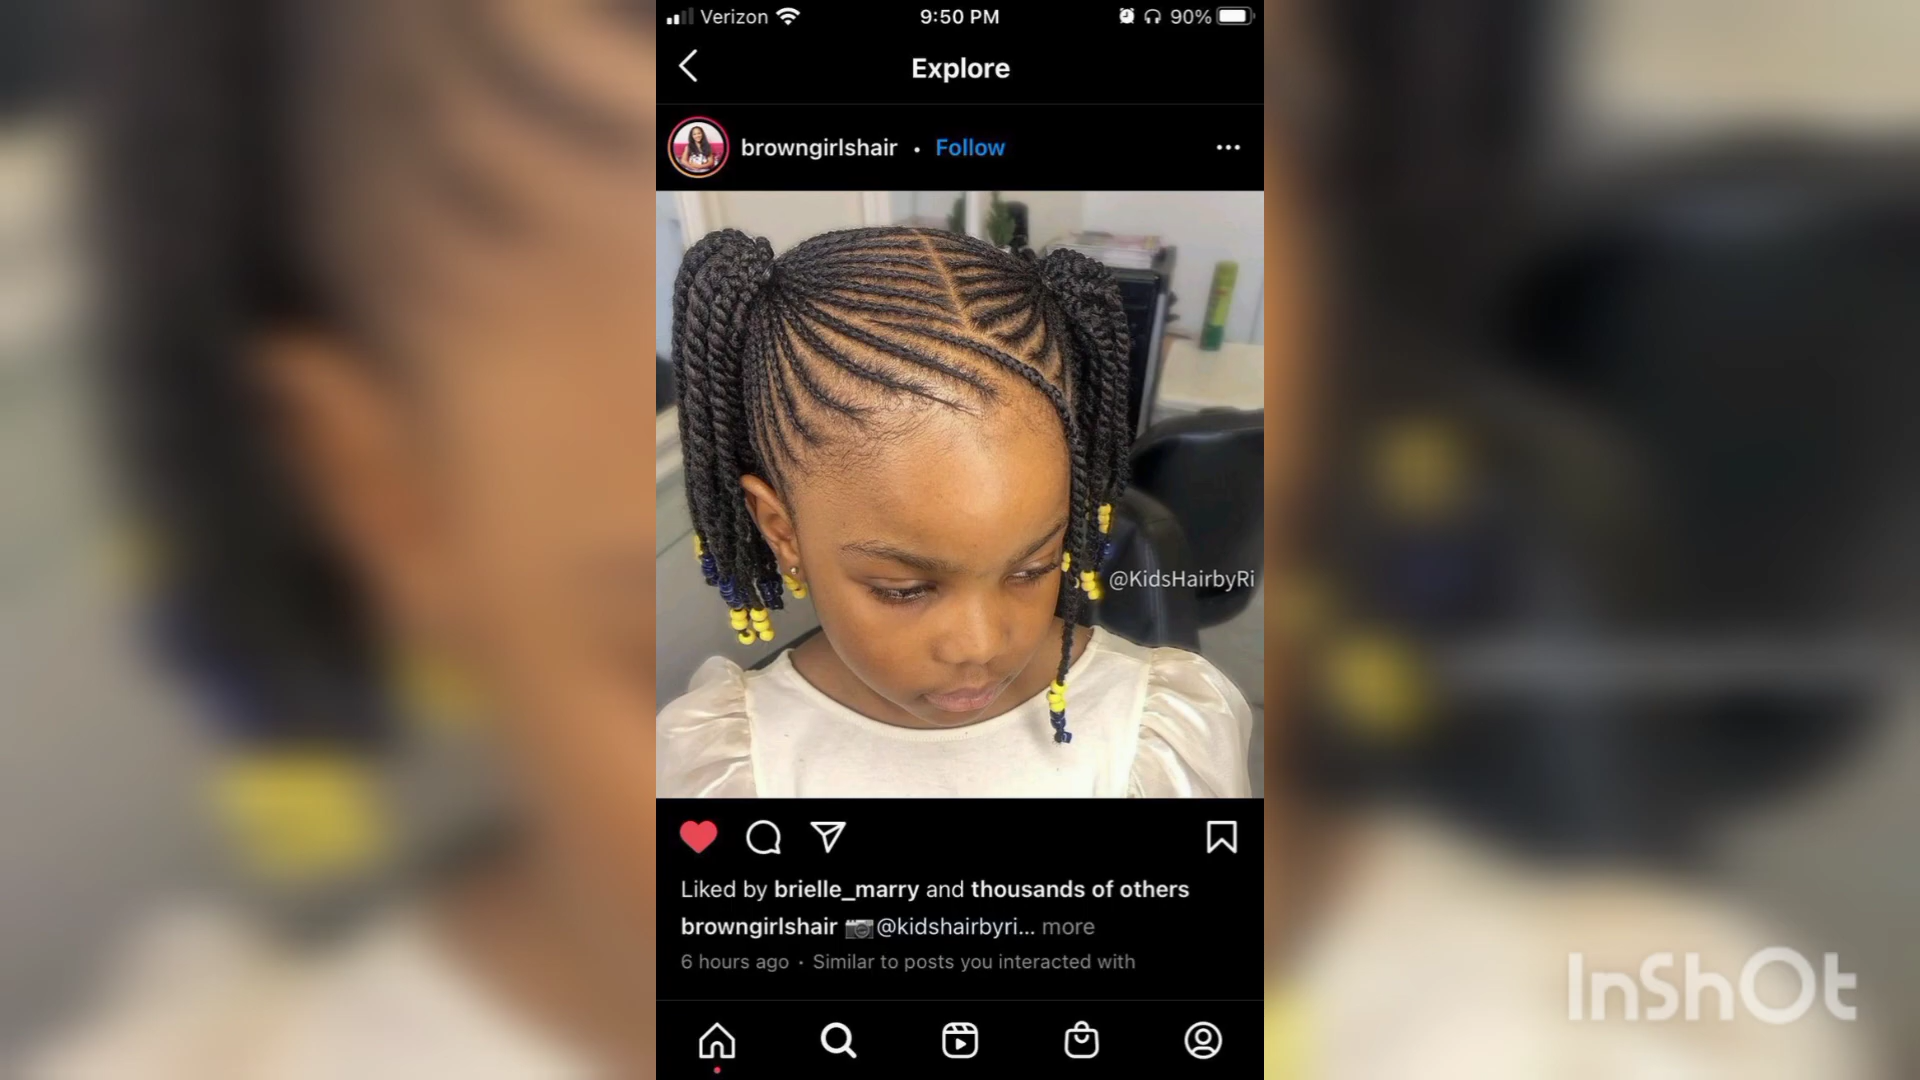 Verizon 9:50 PM 90%
Explore
browngirlshair • Follow
@KidsHairbyRi
Liked by brielle_marry and thousands of others
browngirlshair 📷@kidshairbyri... more
6 hours ago · Similar to posts you interacted with
InShOt